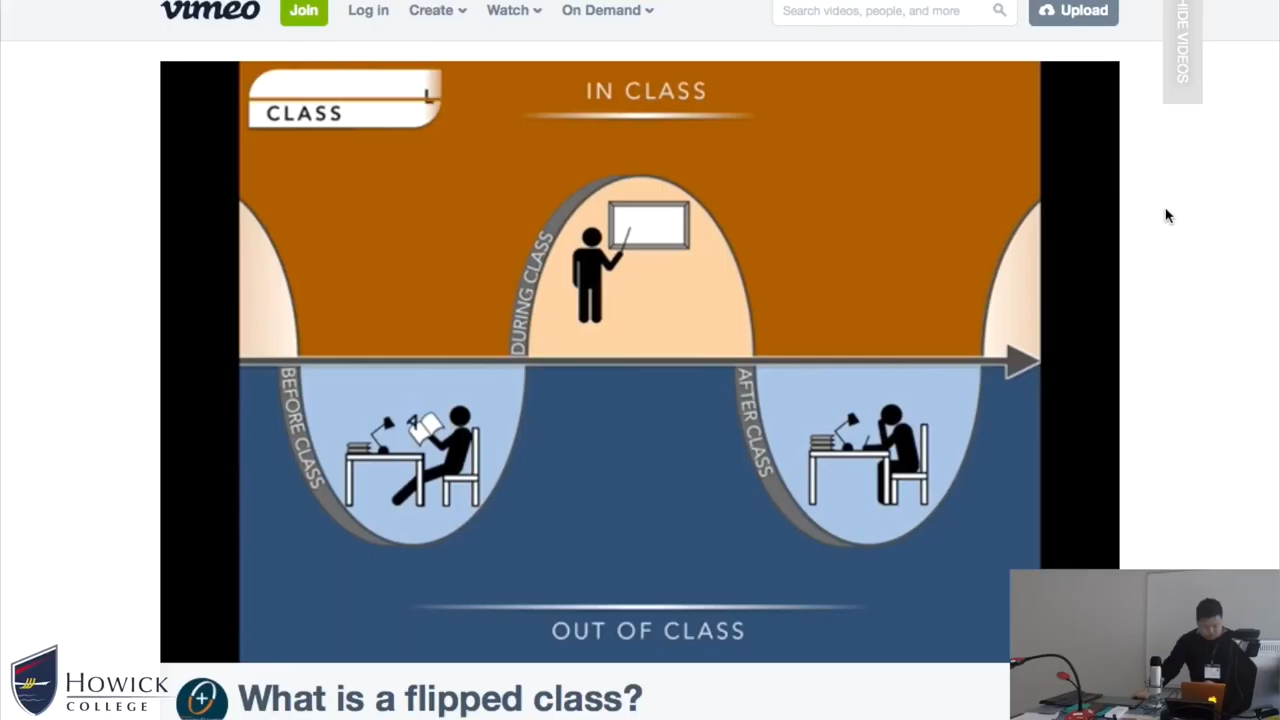 vimeo
Join
Log in
Create
Watch
On Demand
Search videos, people, and more
Upload
HIDE VIDEOS
CLASS
IN CLASS
DURING CLASS
BEFORE CLASS
AFTER CLASS
OUT OF CLASS
HOWICK
COLLEGE
What is a flipped class?